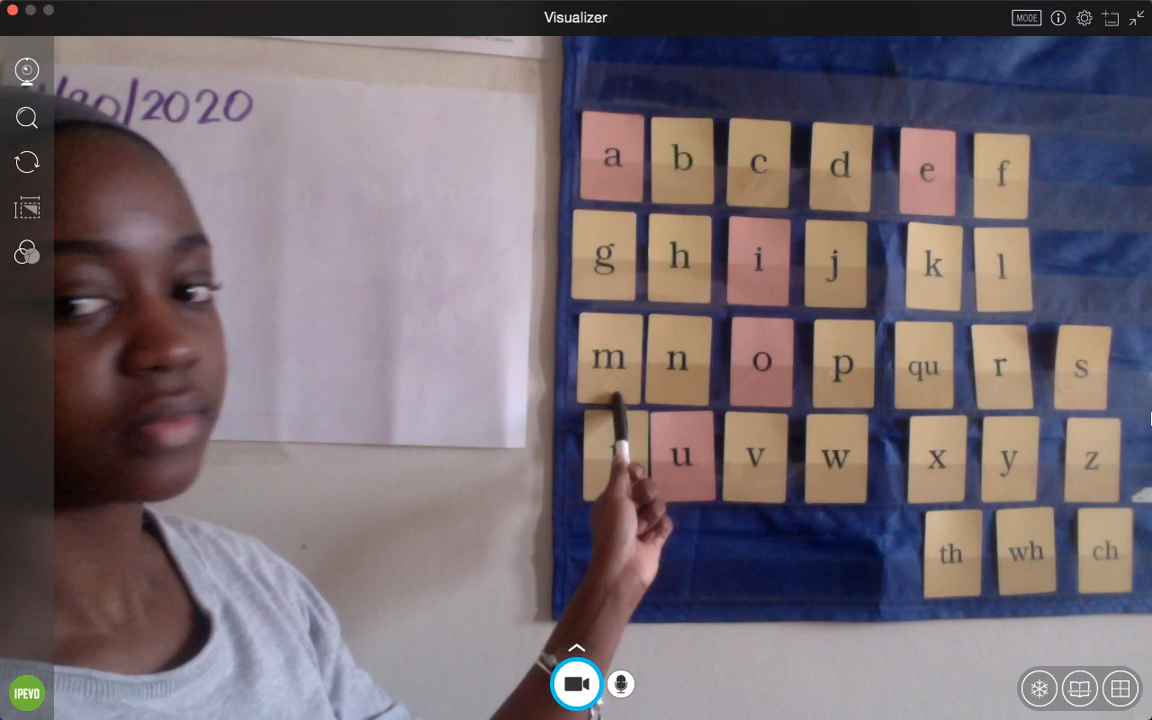 Visualizer
MODE
/20/2020
a b c d e f
g h i j k l
m n o p qu r s
u v w x y z
th wh ch
IPEVO